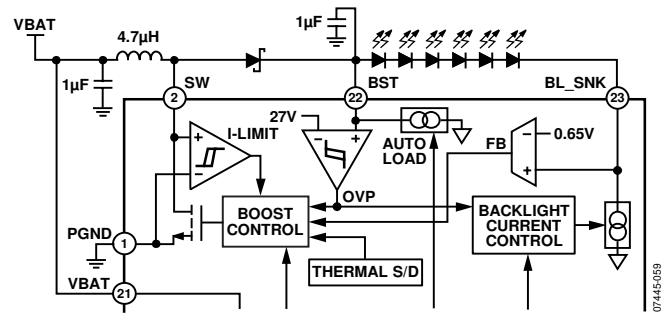 VBAT
4.7µH
1µF
1µF
SW
BST
BL_SNK
2
22
23
27V
I-LIMIT
AUTO
LOAD
FB
0.65V
OVP
PGND
1
BOOST
CONTROL
BACKLIGHT
CURRENT
CONTROL
THERMAL S/D
VBAT
21
07445-059